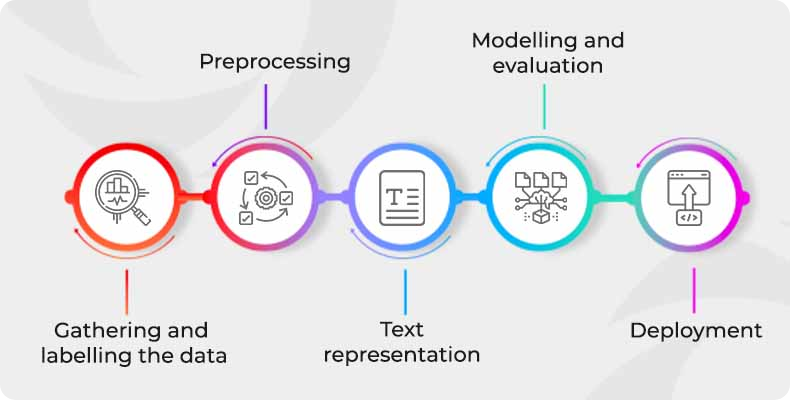 Gathering and
labelling the data
Preprocessing
Text
representation
Modelling and
evaluation
Deployment